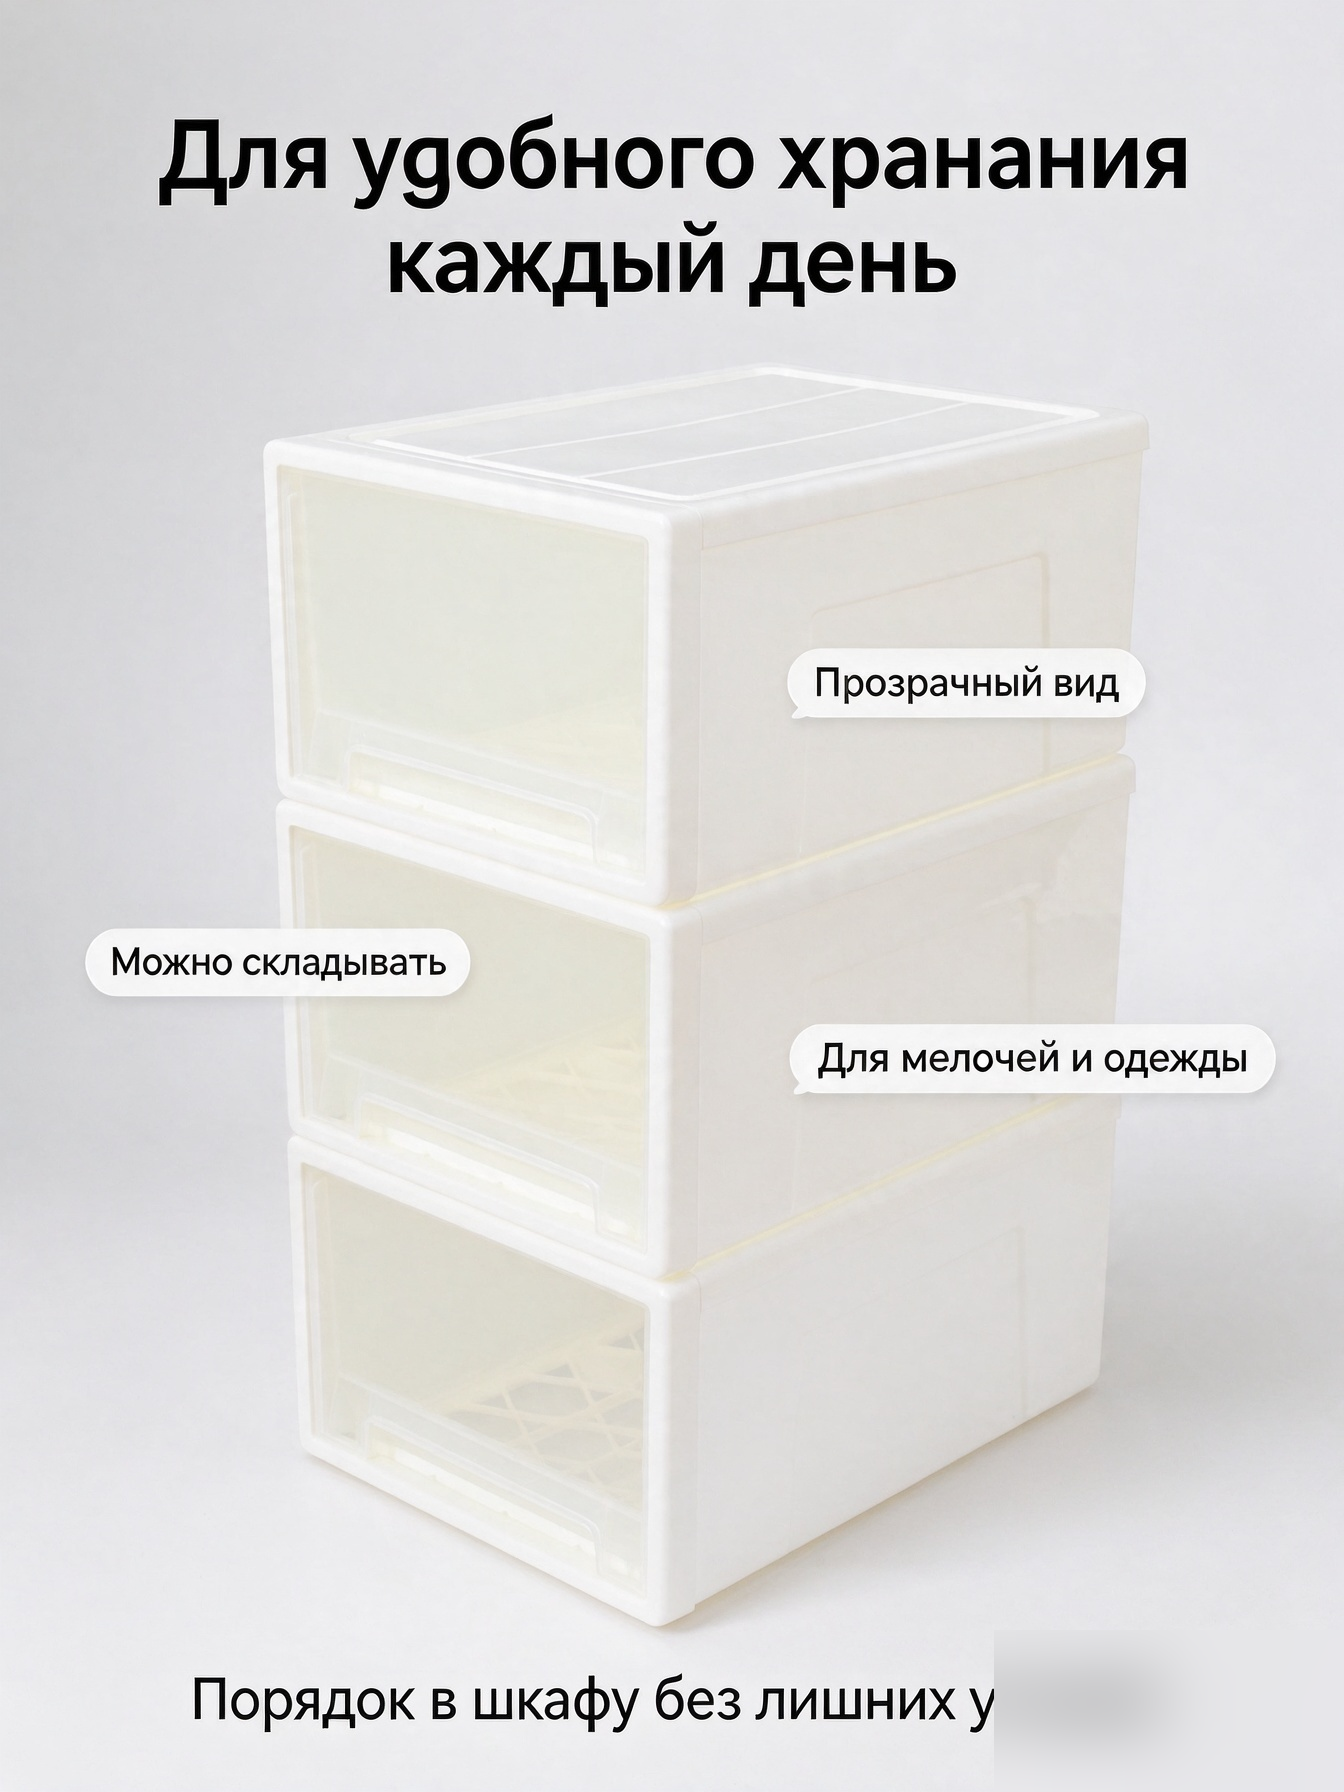 Для удобного хранания
каждый день
Прозрачный вид
Можно складывать
Для мелочей и одежды
Порядок в шкафу без лишних